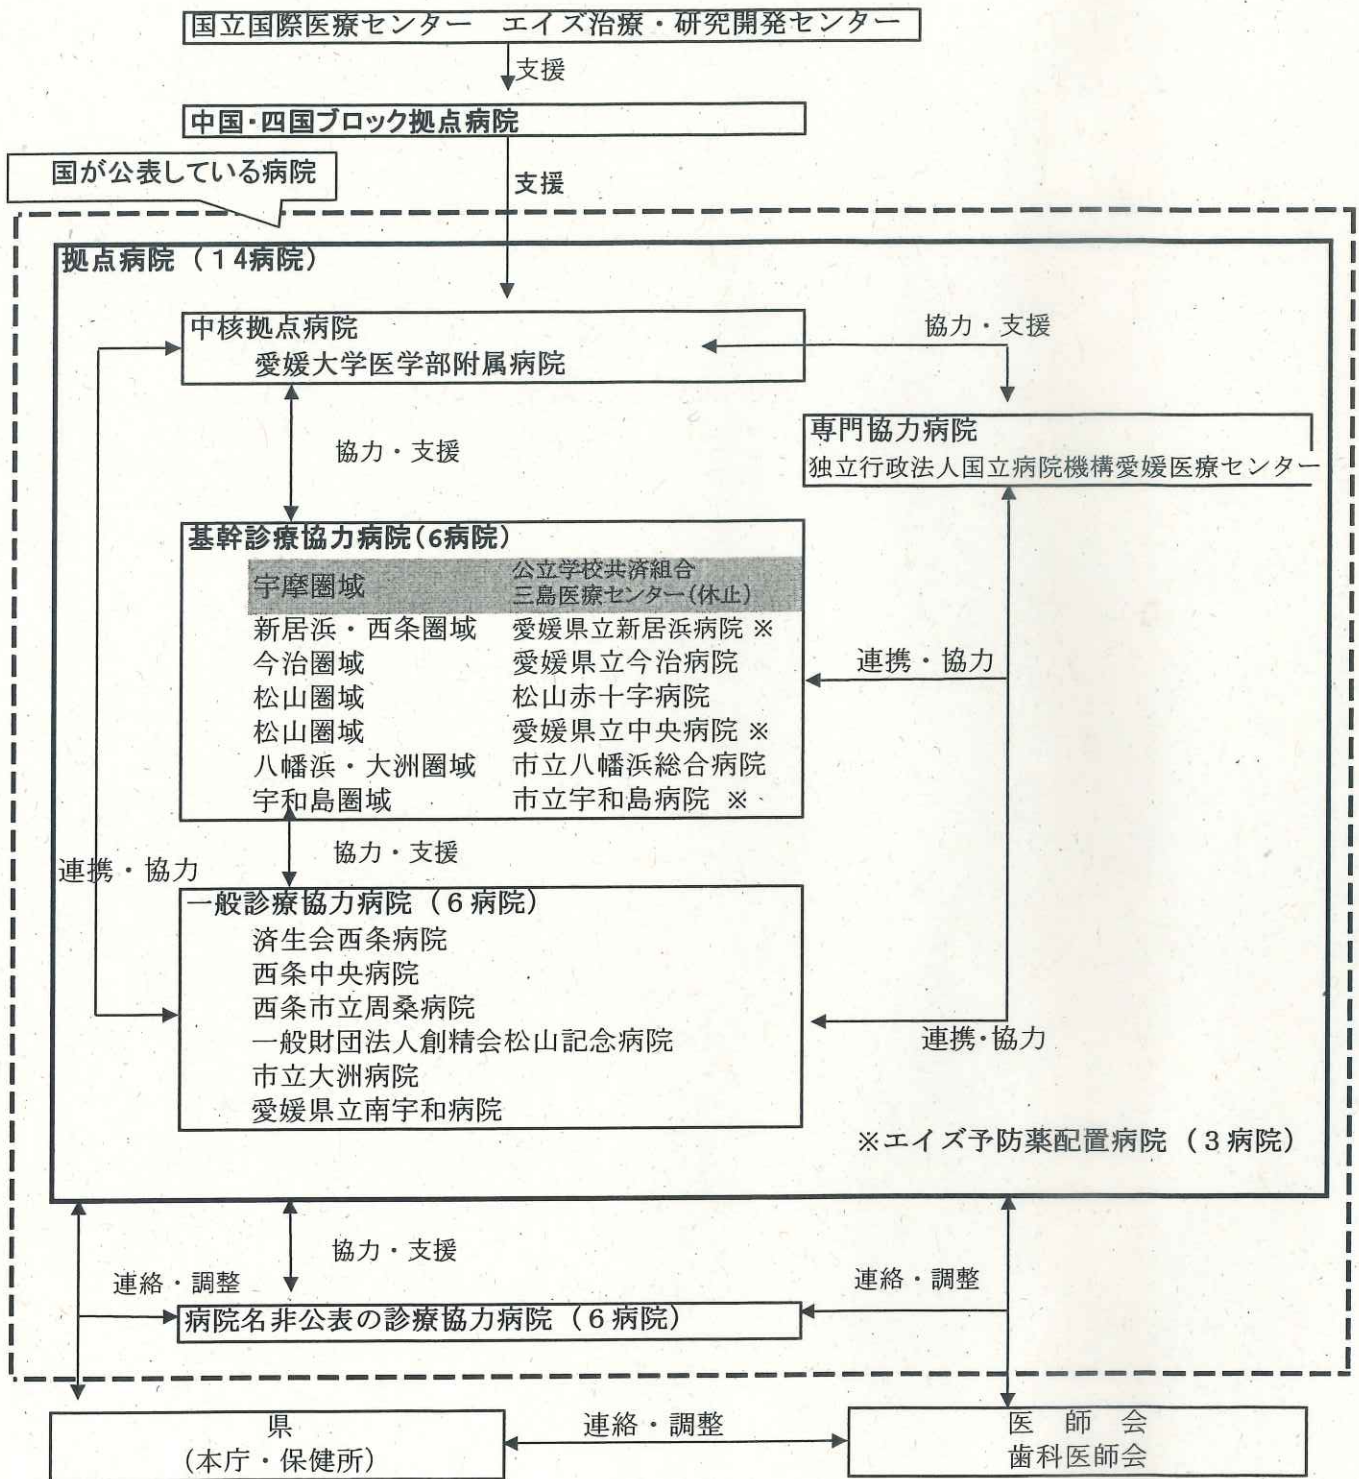 国立国際医療センター　エイズ治療・研究開発センター
支援
中国・四国ブロック拠点病院
国が公表している病院
支援
拠点病院（１４病院）
中核拠点病院
愛媛大学医学部附属病院
協力・支援
専門協力病院
独立行政法人国立病院機構愛媛医療センター
協力・支援
基幹診療協力病院(6病院)
宇摩圏域　公立学校共済組合
三島医療センター(休止)
新居浜・西条圏域　愛媛県立新居浜病院 ※
今治圏域　愛媛県立今治病院
松山圏域　松山赤十字病院
松山圏域　愛媛県立中央病院 ※
八幡浜・大洲圏域　市立八幡浜総合病院
宇和島圏域　市立宇和島病院 ※
連携・協力
協力・支援
連携・協力
一般診療協力病院（６病院）
済生会西条病院
西条中央病院
西条市立周桑病院
一般財団法人創精会松山記念病院
市立大洲病院
愛媛県立南宇和病院
連携・協力
※エイズ予防薬配置病院（３病院）
協力・支援
連絡・調整
連絡・調整
病院名非公表の診療協力病院（６病院）
県
(本庁・保健所)
連絡・調整
医　師　会
歯科医師会